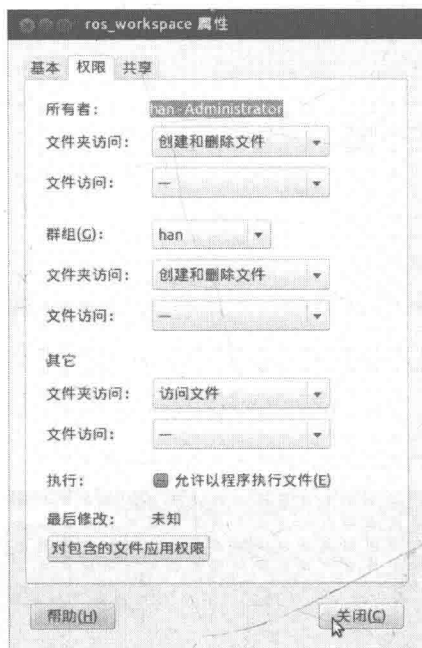 ros_workspace 属性
基本 权限 共享
所有者: han - Administrator
文件夹访问: 创建和删除文件
文件访问: —
群组(G): han
文件夹访问: 创建和删除文件
文件访问: —
其它
文件夹访问: 访问文件
文件访问: —
执行: 允许以程序执行文件(E)
最后修改: 未知
对包含的文件应用权限
帮助(H) 关闭(C)